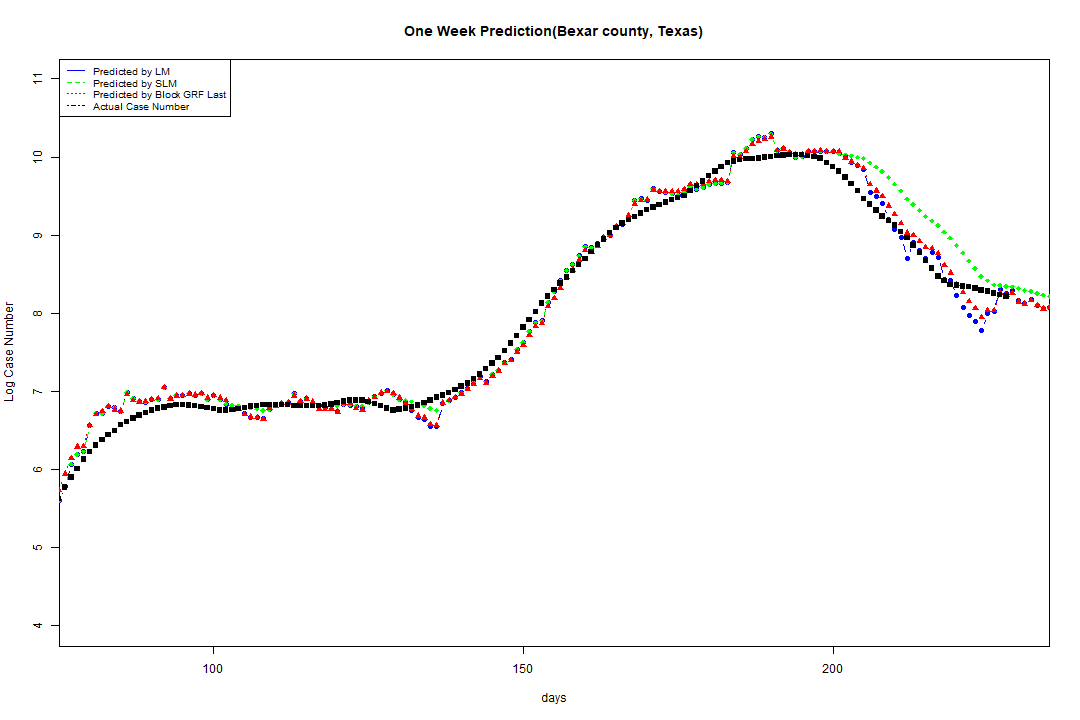 One Week Prediction(Bexar county, Texas)
Predicted by LM
Predicted by SLM
Predicted by Block GRF Last
Actual Case Number
11
10
9
8
7
6
5
4
Log Case Number
100 150 200
days